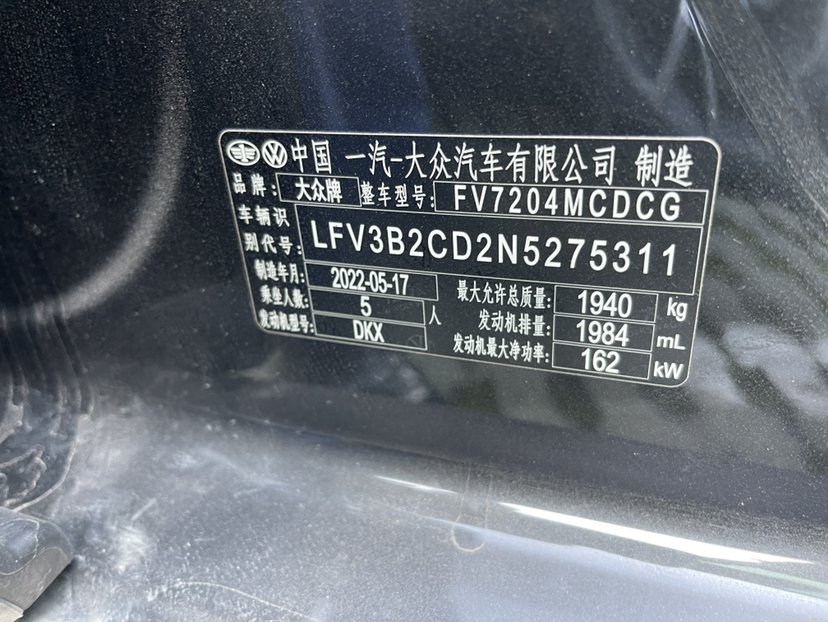 中国 一汽-大众汽车有限公司 制造
品牌: 大众牌 整车型号: FV7204MCDCG
车辆识别代号: LFV3B2CD2N5275311
制造年月: 2022-05-17 最大允许总质量: 1940 kg
乘坐人数: 5 人 发动机排量: 1984 mL
发动机型号: DKX 发动机最大净功率: 162 kW